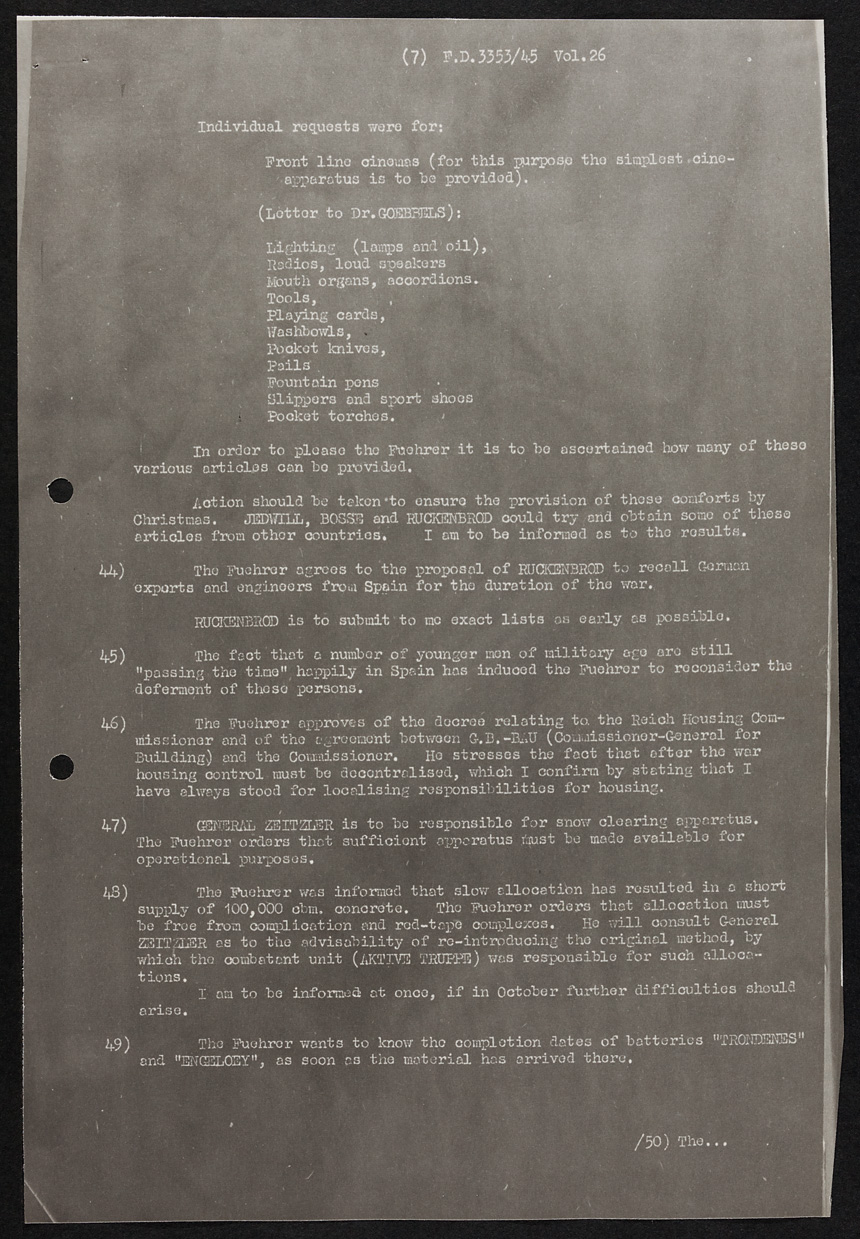 (7) F.D.3353/45 Vol.26
Individual requests were for:
Front line cinemas (for this purpose the simplest cine-
apparatus is to be provided).
(Letter to Dr.GOEBBELS):
Lighting (lamps and oil),
Radios, loud speakers
Mouth organs, accordions.
Tools,
Playing cards,
Washbowls,
Pocket knives,
Pails
Fountain pens
Slippers and sport shoes
Pocket torches.
In order to please the Fuehrer it is to be ascertained how many of these
various articles can be provided.
Action should be taken to ensure the provision of these comforts by
Christmas. JEDWILL, BOSSE and RUCKENBROD could try and obtain some of these
articles from other countries. I am to be informed as to the results.
44) The Fuehrer agrees to the proposal of RUCKENBROD to recall German
experts and engineers from Spain for the duration of the war.
RUCKENBROD is to submit to me exact lists as early as possible.
45) The fact that a number of younger men of military age are still
"passing the time" happily in Spain has induced the Fuehrer to reconsider the
deferment of these persons.
46) The Fuehrer approves of the decree relating to the Reich Housing Com-
missioner and of the agreement between G.B.-BAU (Commissioner-General for
Building) and the Commissioner. He stresses the fact that after the war
housing control must be decentralised, which I confirm by stating that I
have always stood for localising responsibilities for housing.
47) GENERAL ZEITZLER is to be responsible for snow clearing apparatus.
The Fuehrer orders that sufficient apparatus must be made available for
operational purposes.
48) The Fuehrer was informed that slow allocation has resulted in a short
supply of 100,000 cbm. concrete. The Fuehrer orders that allocation must
be free from complication and red-tape complexes. He will consult General
ZEITZLER as to the advisability of re-introducing the original method, by
which the combatant unit (AKTIVE TRUPPE) was responsible for such alloca-
tions.
I am to be informed at once, if in October further difficulties should
arise.
49) The Fuehrer wants to know the completion dates of batteries "TRONDENES"
and "ENGELOEY", as soon as the material has arrived there.
/50) The...